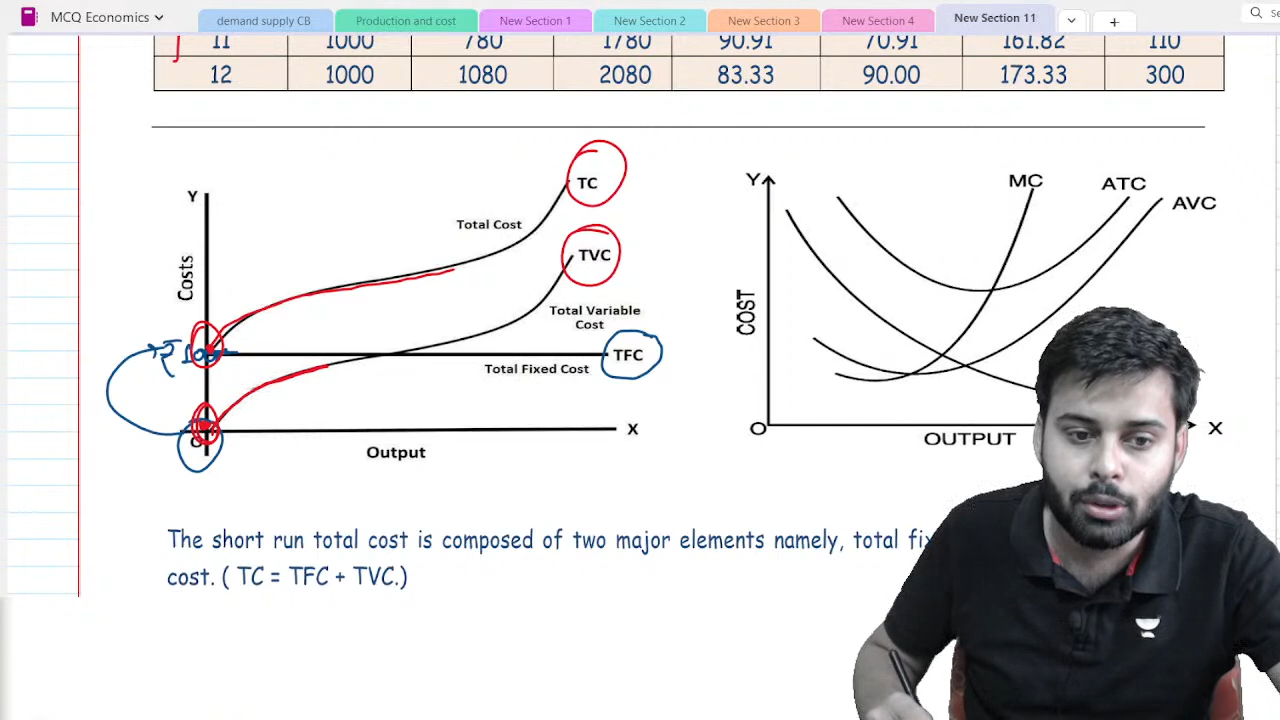 MCQ Economics
demand supply CB
Production and cost
New Section 1
New Section 2
New Section 3
New Section 4
New Section 11
11 1000 780 1780 90.91 70.91 161.82 110
12 1000 1080 2080 83.33 90.00 173.33 300
Y
TC
Total Cost
TVC
Costs
Total Variable
Cost
TFC
Total Fixed Cost
X
Output
Y
MC
ATC
AVC
COST
O
OUTPUT
X
The short run total cost is composed of two major elements namely, total
cost. ( TC = TFC + TVC.)